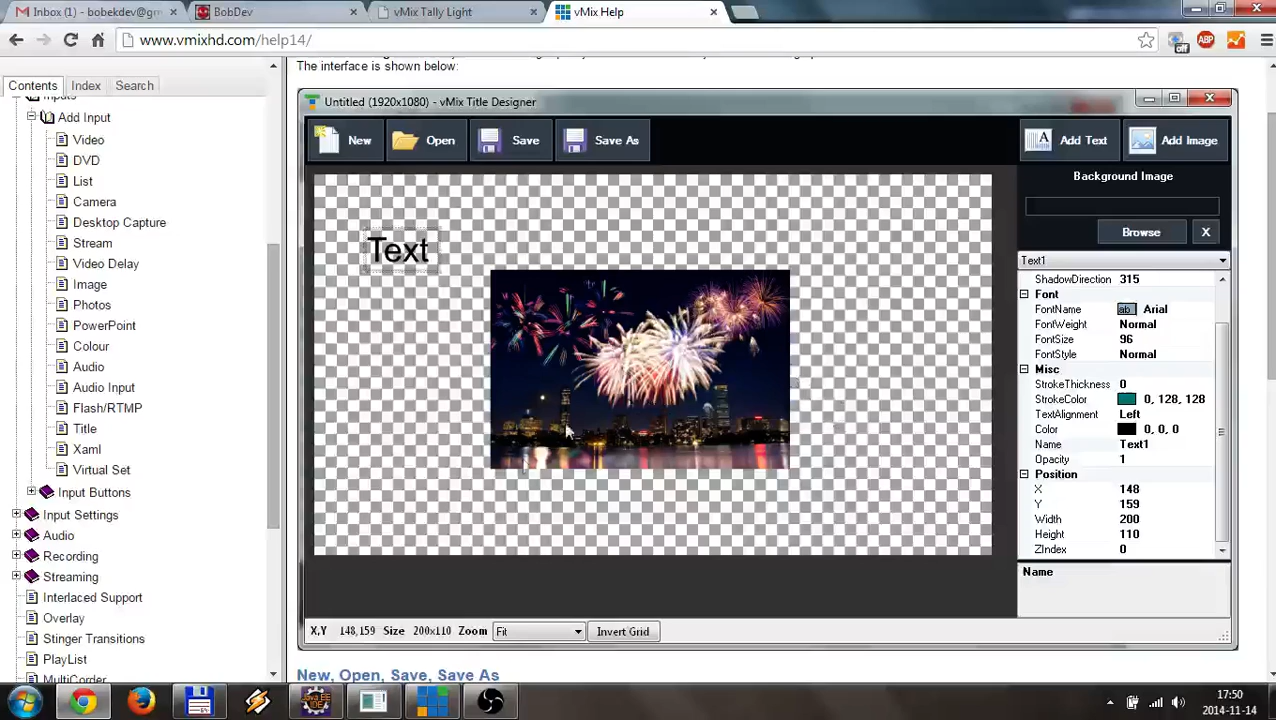 Inbox (1) - bobekdev@gm
BobDev
vMix Tally Light
vMix Help
www.vmixhd.com/help14/
off
ABP
Contents
Index
Search
The interface is shown below:
Inputs
Add Input
Video
DVD
List
Camera
Desktop Capture
Stream
Video Delay
Image
Photos
PowerPoint
Colour
Audio
Audio Input
Flash/RTMP
Title
Xaml
Virtual Set
Input Buttons
Input Settings
Audio
Recording
Streaming
Interlaced Support
Overlay
Stinger Transitions
PlayList
MultiCorder
Untitled (1920x1080) - vMix Title Designer
New
Open
Save
Save As
Add Text
Add Image
Background Image
Browse
X
Text
Text1
ShadowDirection 315
Font
FontName ab Arial
FontWeight Normal
FontSize 96
FontStyle Normal
Misc
StrokeThickness 0
StrokeColor 0, 128, 128
TextAlignment Left
Color 0, 0, 0
Name Text1
Opacity 1
Position
X 148
Y 159
Width 200
Height 110
ZIndex 0
Name
X,Y 148,159 Size 200x110 Zoom Fit Invert Grid
New, Open, Save, Save As
Java EE
IDE
17:50
2014-11-14